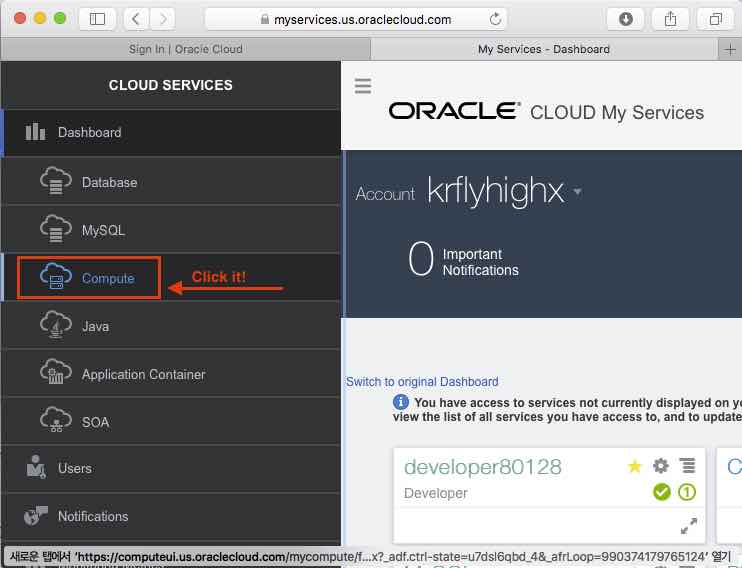 myservices.us.oraclecloud.com
Sign In | Oracle Cloud
My Services - Dashboard
CLOUD SERVICES
Dashboard
Database
MySQL
Compute
Click it!
Java
Application Container
SOA
Users
Notifications
ORACLE® CLOUD My Services
Account krflyhighx
0 Important
Notifications
Switch to original Dashboard
You have access to services not currently displayed on yo
view the list of all services you have access to, and to update
developer80128
Developer
1
C
새로운 탭에서 ‘https://computeui.us.oraclecloud.com/mycompute/f...x?_adf.ctrl-state=u7dsl6qbd_4&_afrLoop=990374179765124’ 열기